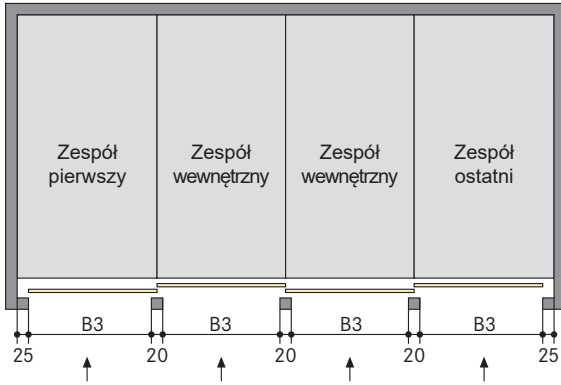 Zespół
pierwszy
Zespół
wewnętrzny
Zespół
wewnętrzny
Zespół
ostatni
B3 B3 B3 B3
25 20 20 20 25